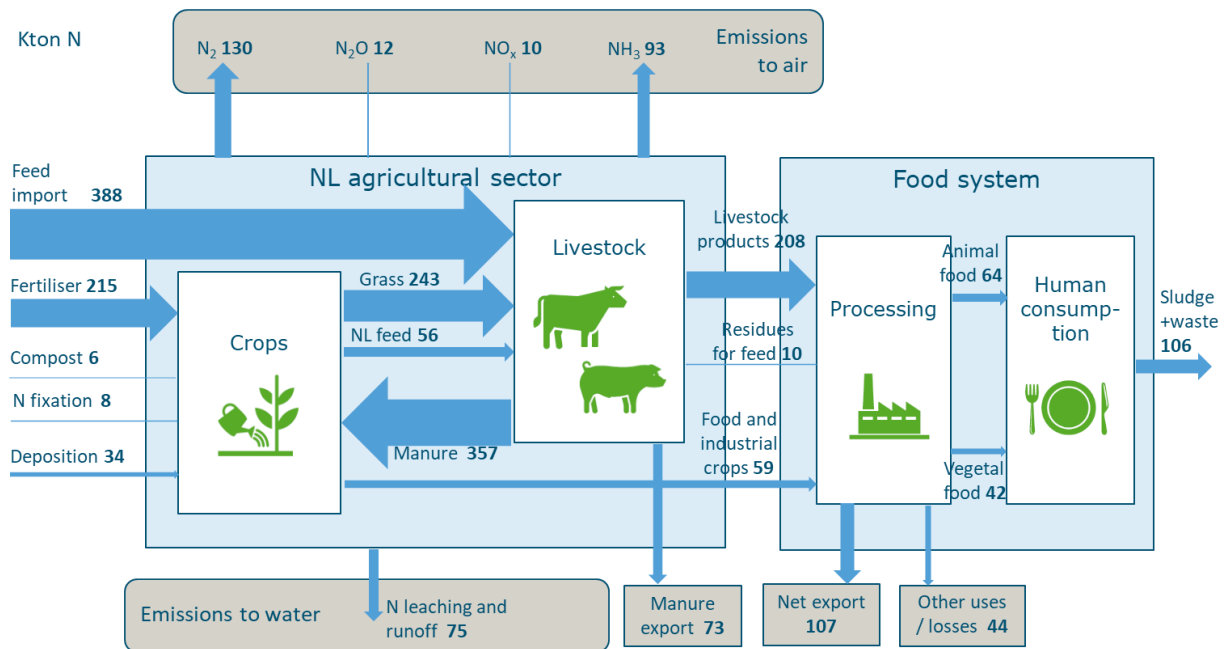 Kton N
N₂ 130
N₂O 12
NOₓ 10
NH₃ 93
Emissions
to air
Feed
import 388
NL agricultural sector
Food system
Fertiliser 215
Compost 6
N fixation 8
Deposition 34
Crops
Grass 243
NL feed 56
Manure 357
Livestock
Livestock
products 208
Residues
for feed 10
Food and
industrial
crops 59
Processing
Animal
food 64
Vegetal
food 42
Human
consump-
tion
Sludge
+waste
106
Emissions to water
N leaching and
runoff 75
Manure
export 73
Net export
107
Other uses
/ losses 44